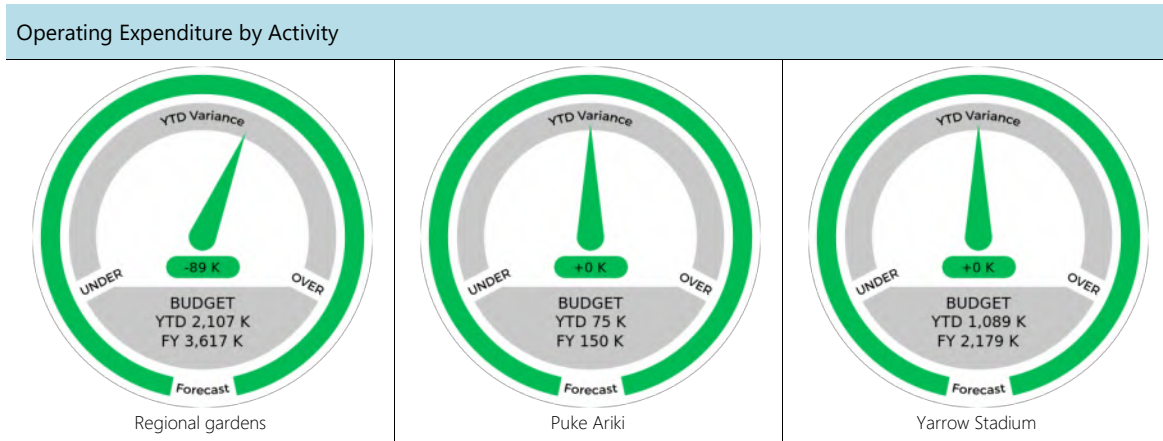 Operating Expenditure by Activity
YTD Variance
UNDER
OVER
-89 K
BUDGET
YTD 2,107 K
FY 3,617 K
Forecast
Regional gardens
YTD Variance
UNDER
OVER
+0 K
BUDGET
YTD 75 K
FY 150 K
Forecast
Puke Ariki
YTD Variance
UNDER
OVER
+0 K
BUDGET
YTD 1,089 K
FY 2,179 K
Forecast
Yarrow Stadium